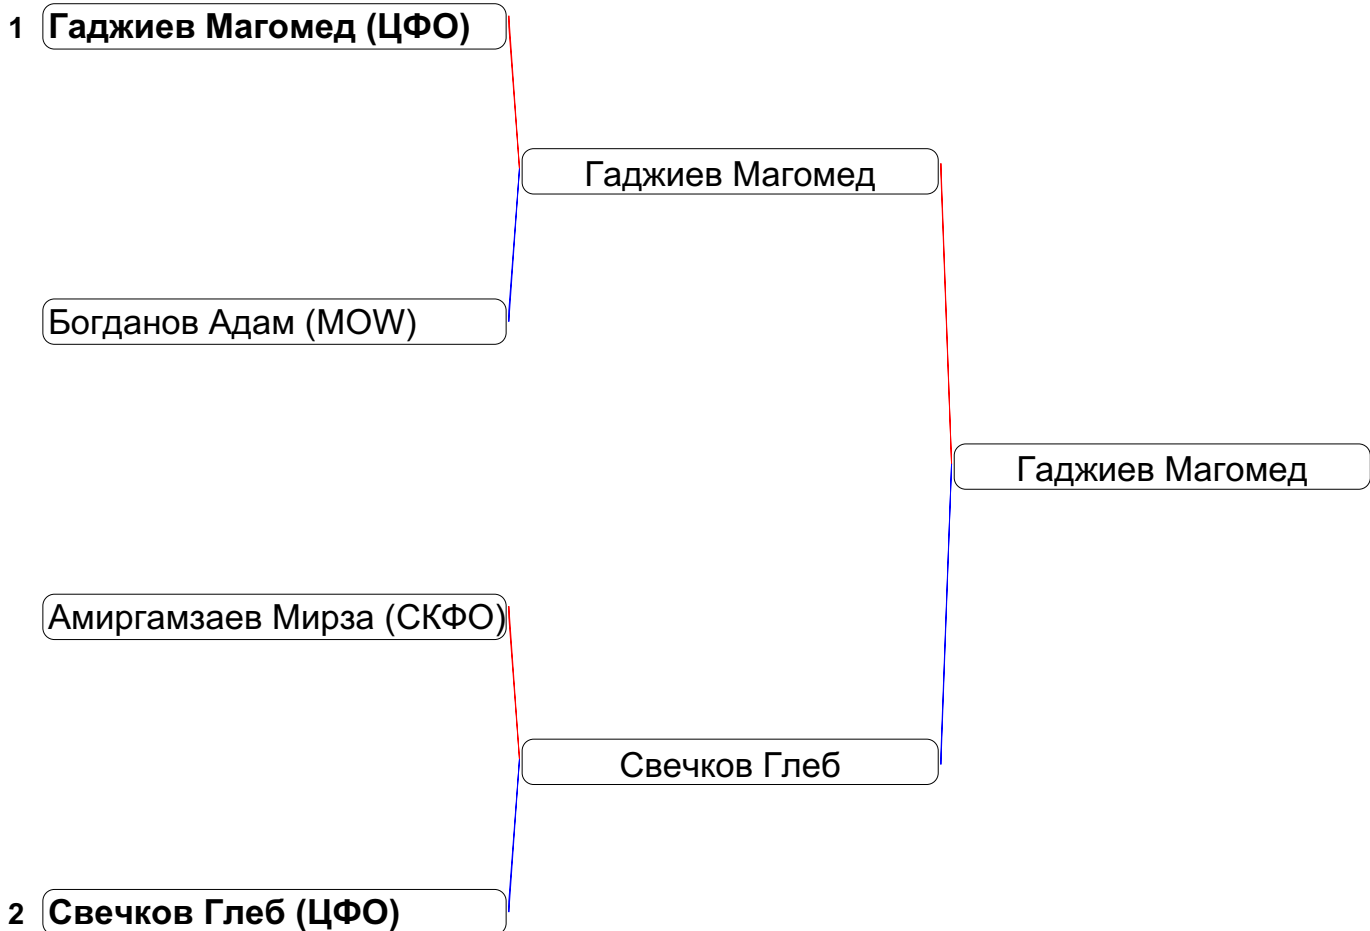 1 Гаджиев Магомед (ЦФО)
Гаджиев Магомед
Богданов Адам (MOW)
Гаджиев Магомед
Амиргамзаев Мирза (СКФО)
Свечков Глеб
2 Свечков Глеб (ЦФО)